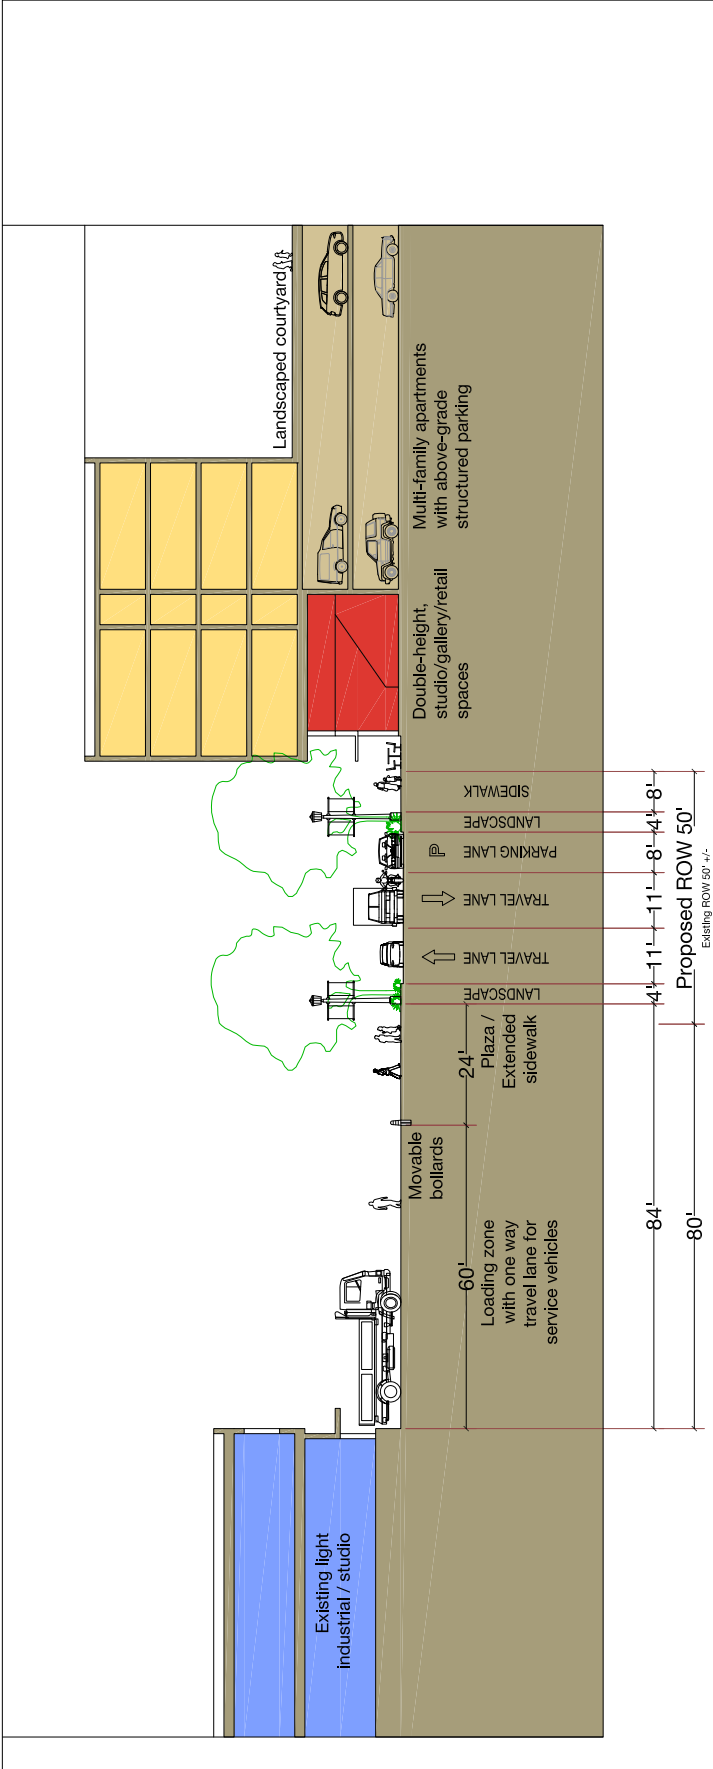 Existing light
industrial / studio
Loading zone
with one way
travel lane for
service vehicles
60'
Movable
bollards
24'
Plaza /
Extended
sidewalk
LANDSCAPE
TRAVEL LANE
TRAVEL LANE
PARKING LANE
P
LANDSCAPE
SIDEWALK
Double-height,
studio/gallery/retail
spaces
Multi-family apartments
with above-grade
structured parking
Landscaped courtyard
84'
4'
11'
11'
8'
4'
8'
80'
Proposed ROW 50'
Existing ROW 50' +/-